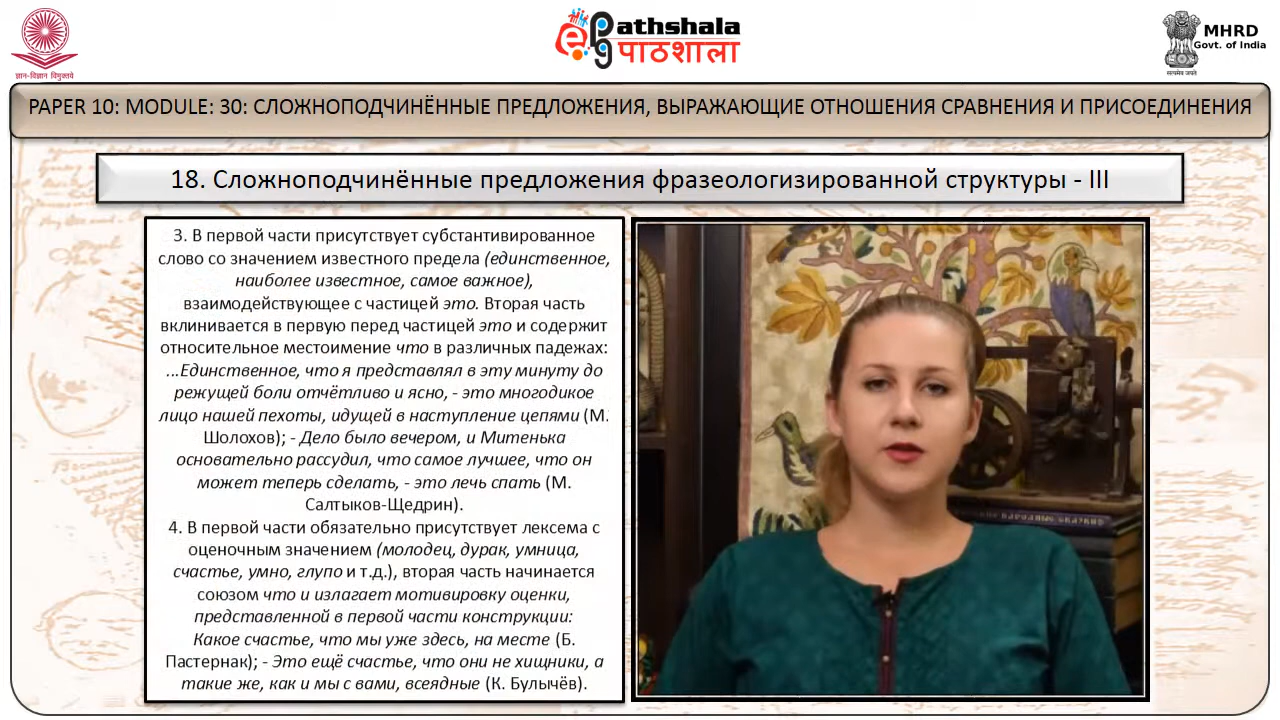 ज्ञान-विज्ञान विमुक्तये
ePG Pathshala
पाठशाला
MHRD
Govt. of India
सत्यमेव जयते
PAPER 10: MODULE: 30: СЛОЖНОПОДЧИНЁННЫЕ ПРЕДЛОЖЕНИЯ, ВЫРАЖАЮЩИЕ ОТНОШЕНИЯ СРАВНЕНИЯ И ПРИСОЕДИНЕНИЯ
18. Сложноподчинённые предложения фразеологизированной структуры - III
3. В первой части присутствует субстантивированное
слово со значением известного предела (единственное,
наиболее известное, самое важное),
взаимодействующее с частицей это. Вторая часть
вклинивается в первую перед частицей это и содержит
относительное местоимение что в различных падежах:
...Единственное, что я представлял в эту минуту до
режущей боли отчётливо и ясно, - это многодикое
лицо нашей пехоты, идущей в наступление цепями (М.
Шолохов); - Дело было вечером, и Митенька
основательно рассудил, что самое лучшее, что он
может теперь сделать, - это лечь спать (М.
Салтыков-Щедрин).
4. В первой части обязательно присутствует лексема с
оценочным значением (молодец, дурак, умница,
счастье, умно, глупо и т.д.), вторая часть начинается
союзом что и излагает мотивировку оценки,
представленной в первой части конструкции:
Какое счастье, что мы уже здесь, на месте (Б.
Пастернак); - Это ещё счастье, что они не хищники, а
такие же, как и мы с вами, всеядные (К. Булычёв).